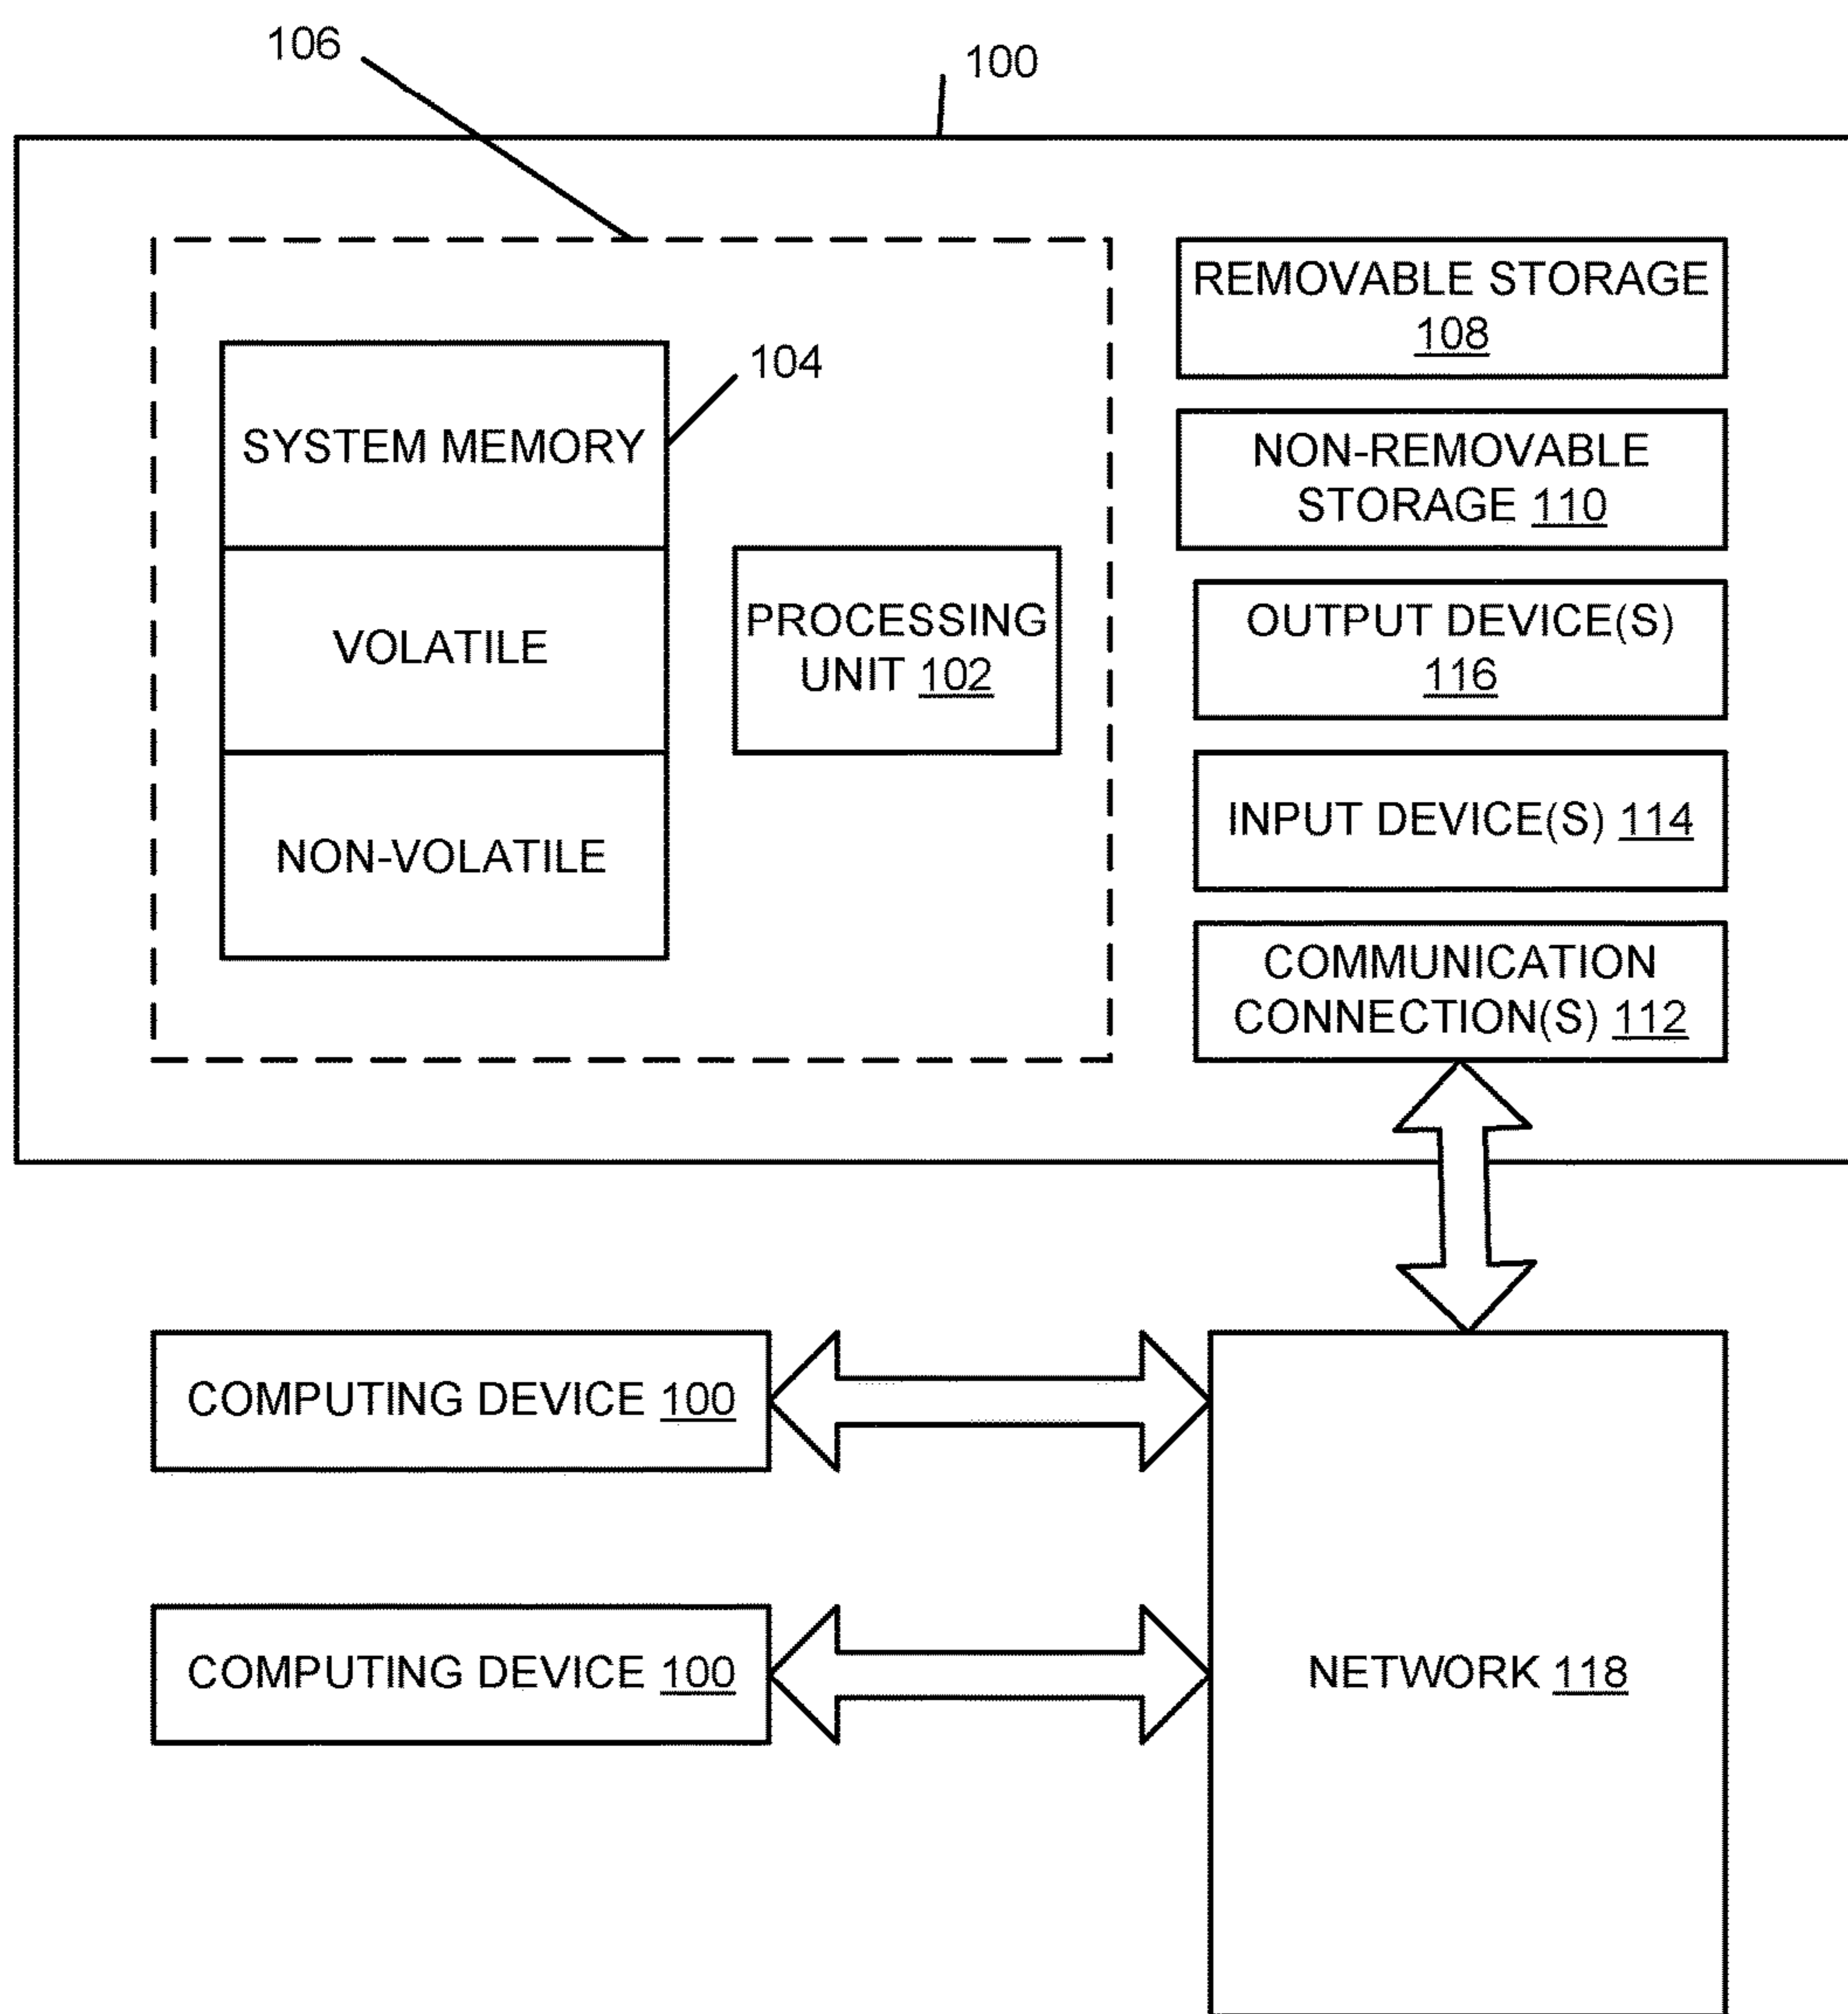 106
100
REMOVABLE STORAGE
108
104
SYSTEM MEMORY
NON-REMOVABLE
STORAGE 110
VOLATILE
PROCESSING
UNIT 102
OUTPUT DEVICE(S)
116
NON-VOLATILE
INPUT DEVICE(S) 114
COMMUNICATION
CONNECTION(S) 112
COMPUTING DEVICE 100
COMPUTING DEVICE 100
NETWORK 118